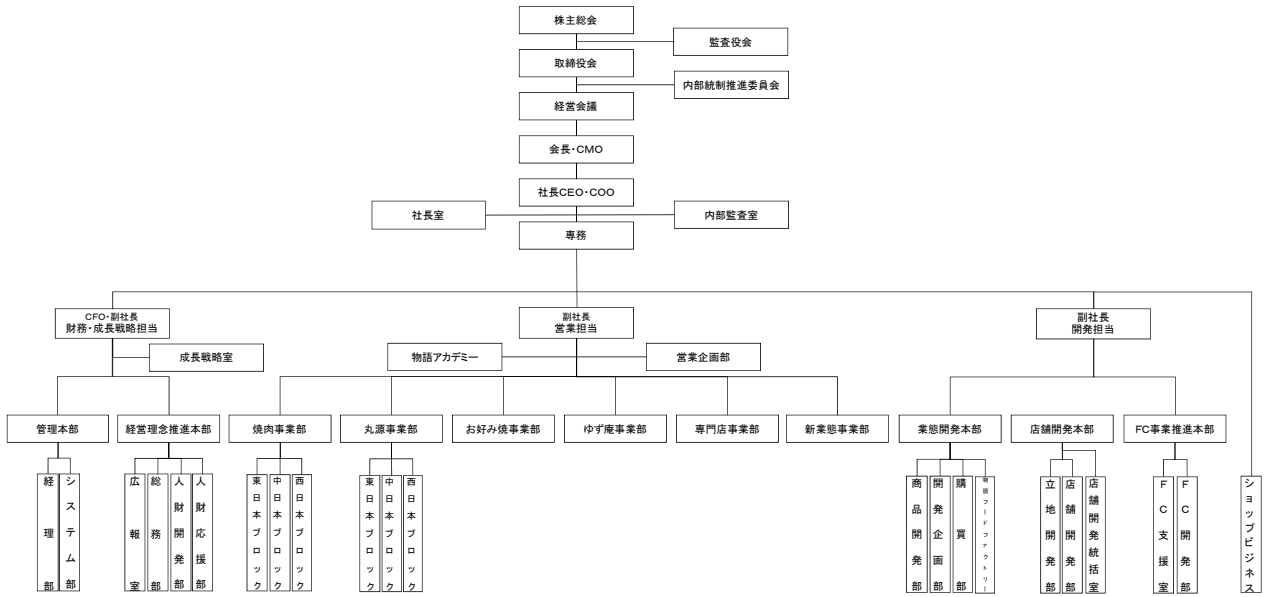 株主総会
監査役会
取締役会
内部統制推進委員会
経営会議
会長・CMO
社長CEO・COO
社長室
内部監査室
専務
CFO・副社長
財務・成長戦略担当
副社長
営業担当
副社長
開発担当
成長戦略室
物語アカデミー
営業企画部
管理本部
経営理念推進本部
焼肉事業部
丸源事業部
お好み焼事業部
ゆず庵事業部
専門店事業部
新業態事業部
業態開発本部
店舗開発本部
FC事業推進本部
経理部
システム部
広報室
総務部
人財開発部
人財応援部
東日本ブロック
中日本ブロック
西日本ブロック
東日本ブロック
中日本ブロック
西日本ブロック
商品開発部
開発企画部
購買部
物語フードファクトリー
立地開発部
店舗開発部
店舗開発統括室
FC支援室
FC開発部
ショップビジネス